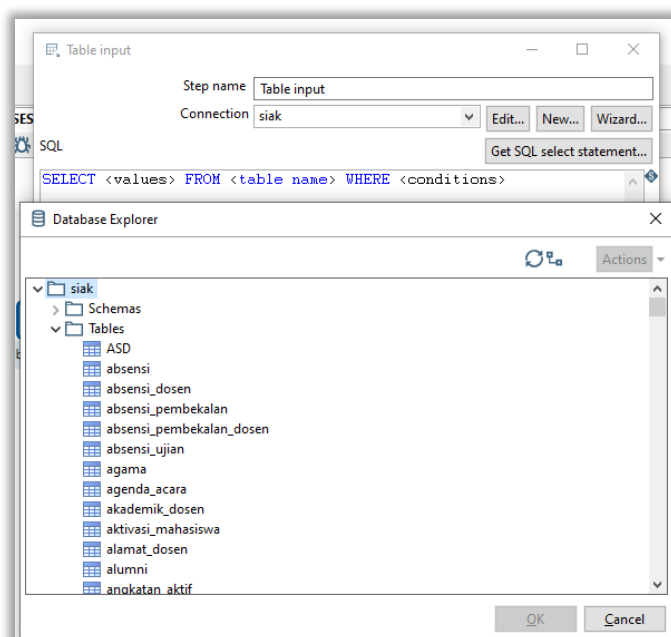 Table input
Step name Table input
Connection siak Edit... New... Wizard...
SES
SQL Get SQL select statement...
SELECT <values> FROM <table name> WHERE <conditions>
Database Explorer
Actions
siak
Schemas
Tables
ASD
absensi
absensi_dosen
absensi_pembekalan
absensi_pembekalan_dosen
absensi_ujian
agama
agenda_acara
akademik_dosen
aktivasi_mahasiswa
alamat_dosen
alumni
angkatan_aktif
OK Cancel